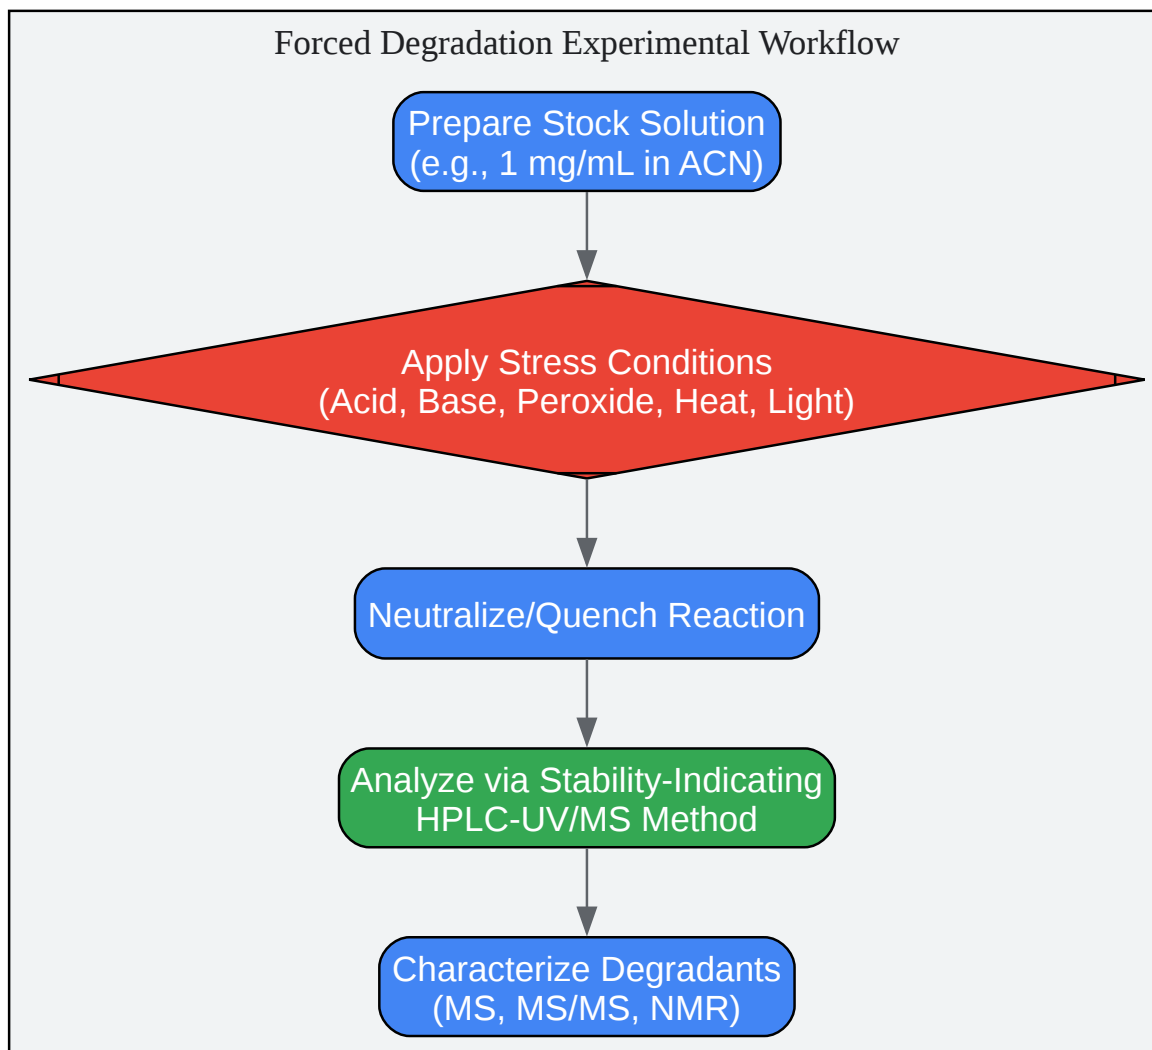 Forced Degradation Experimental Workflow
Prepare Stock Solution
(e.g., 1 mg/mL in ACN)
Apply Stress Conditions
(Acid, Base, Peroxide, Heat, Light)
Neutralize/Quench Reaction
Analyze via Stability-Indicating
HPLC-UV/MS Method
Characterize Degradants
(MS, MS/MS, NMR)